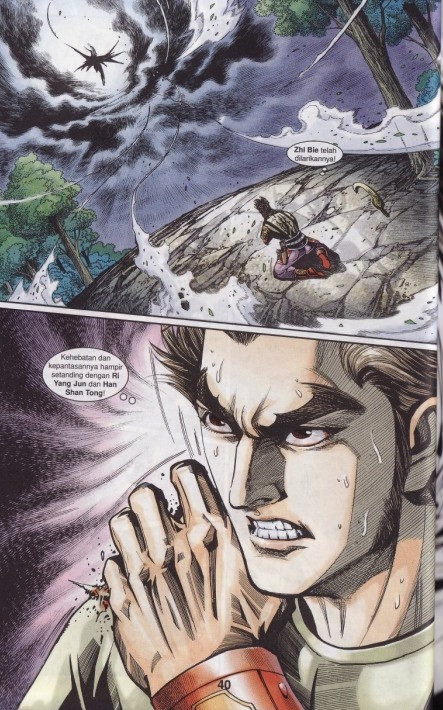 Zhi Bie telah
dilarikannya!
Kehebatan dan
kepantasannya hampir
setanding dengan Ri
Yang Jun dan Han
Shan Tong!
40